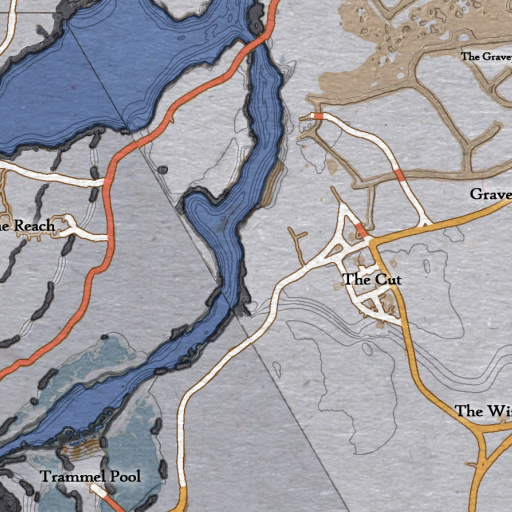 The Grave
Grave
he Reach
The Cut
The Wi
Trammel Pool